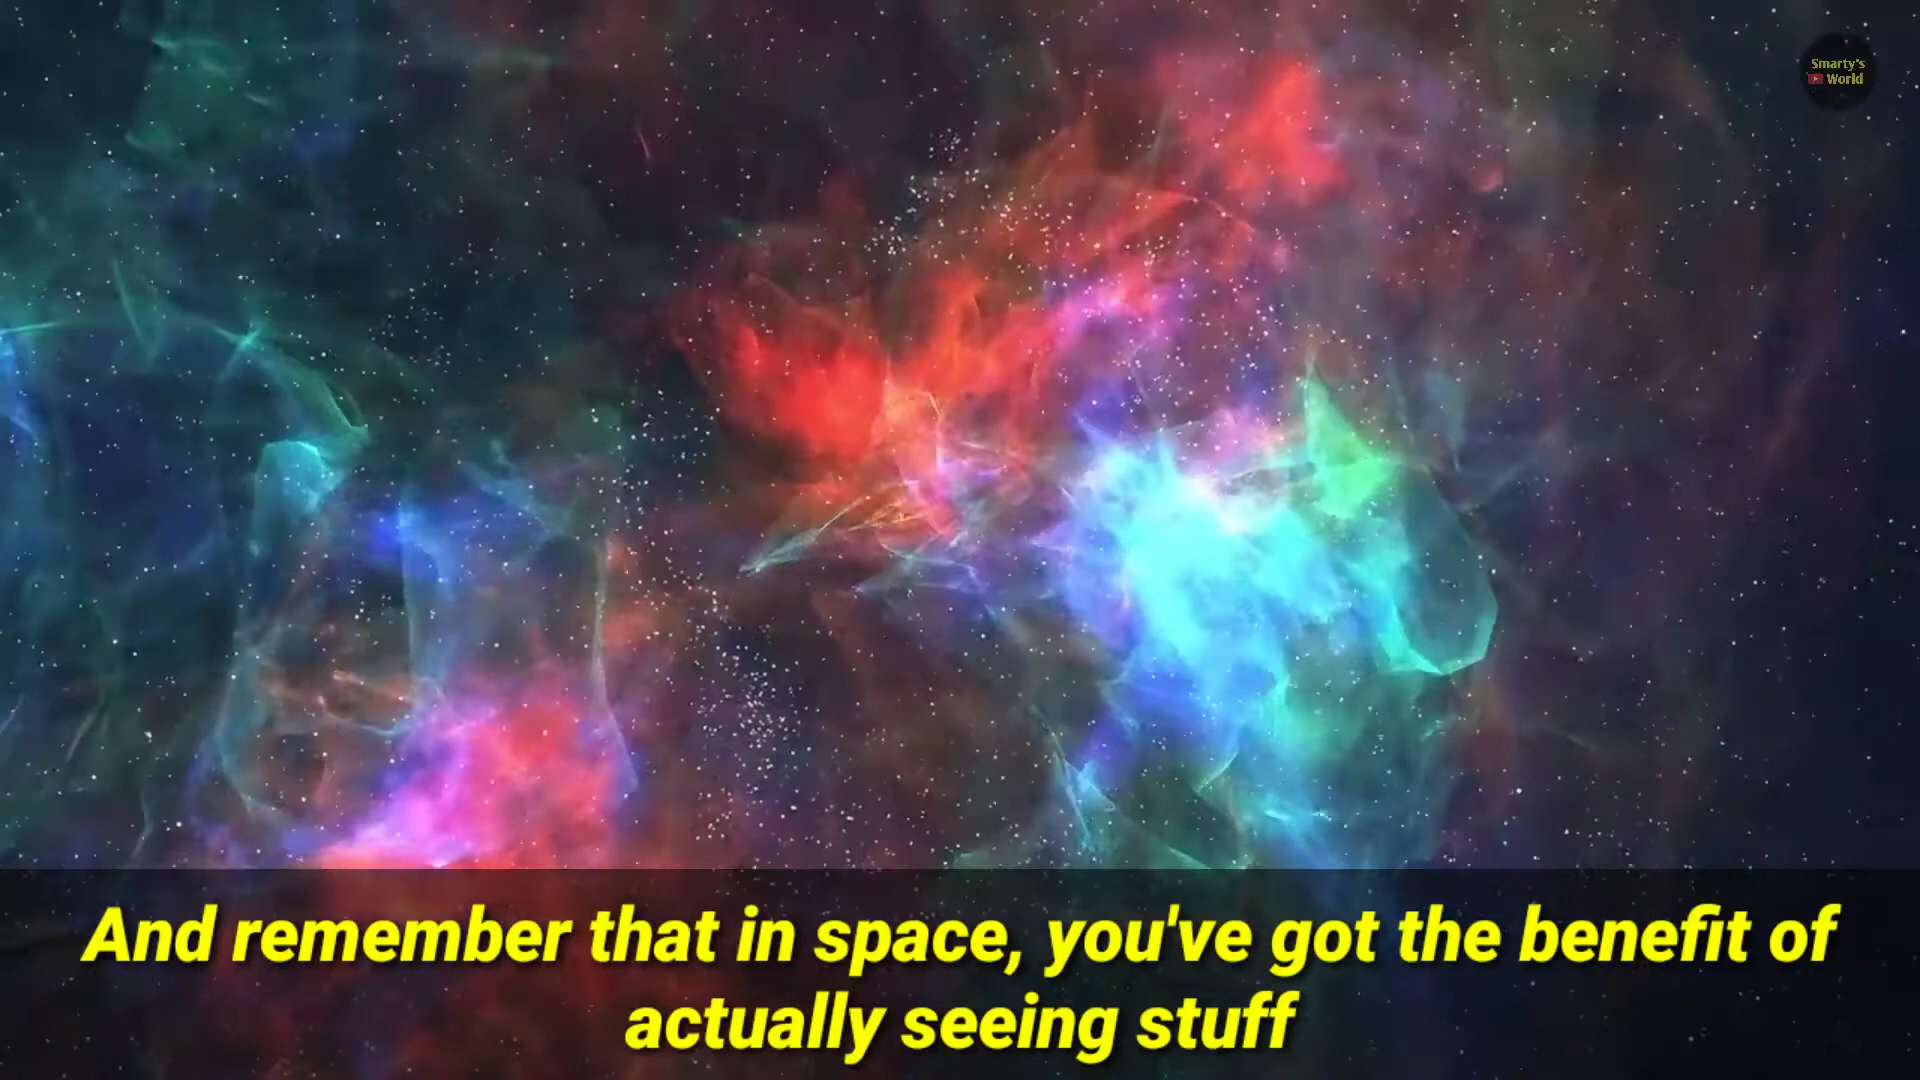 Smarty's
World
And remember that in space, you've got the benefit of
actually seeing stuff